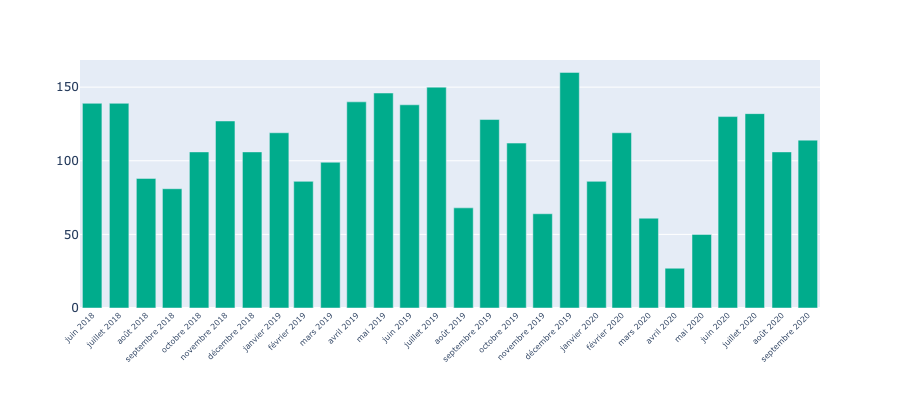 150
100
50
0
juin 2018
juillet 2018
août 2018
septembre 2018
octobre 2018
novembre 2018
décembre 2018
janvier 2019
février 2019
mars 2019
avril 2019
mai 2019
juin 2019
juillet 2019
août 2019
septembre 2019
octobre 2019
novembre 2019
décembre 2019
janvier 2020
février 2020
mars 2020
avril 2020
mai 2020
juin 2020
juillet 2020
août 2020
septembre 2020